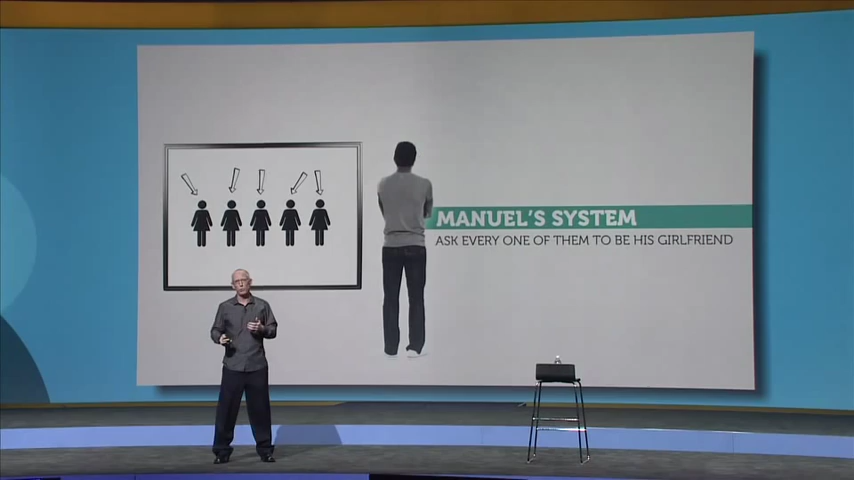 MANUEL'S SYSTEM
ASK EVERY ONE OF THEM TO BE HIS GIRLFRIEND